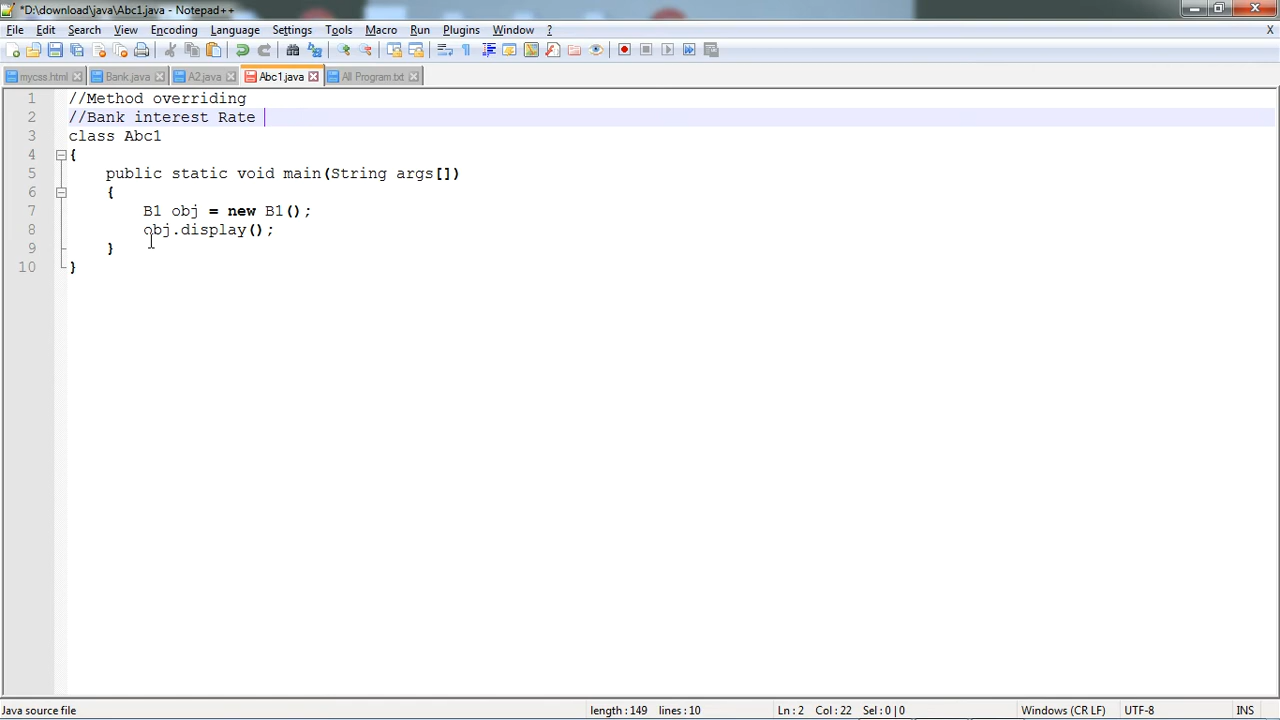 *D:\download\java\Abc1.java - Notepad++
File Edit Search View Encoding Language Settings Tools Macro Run Plugins Window ? X
mycss.html Bank.java A2.java Abc1.java All Program.txt
1 //Method overriding
2 //Bank interest Rate
3 class Abc1
4 {
5 public static void main(String args[])
6 {
7 B1 obj = new B1();
8 obj.display();
9 }
10 }
Java source file length : 149 lines : 10 Ln : 2 Col : 22 Sel : 0 | 0 Windows (CR LF) UTF-8 INS